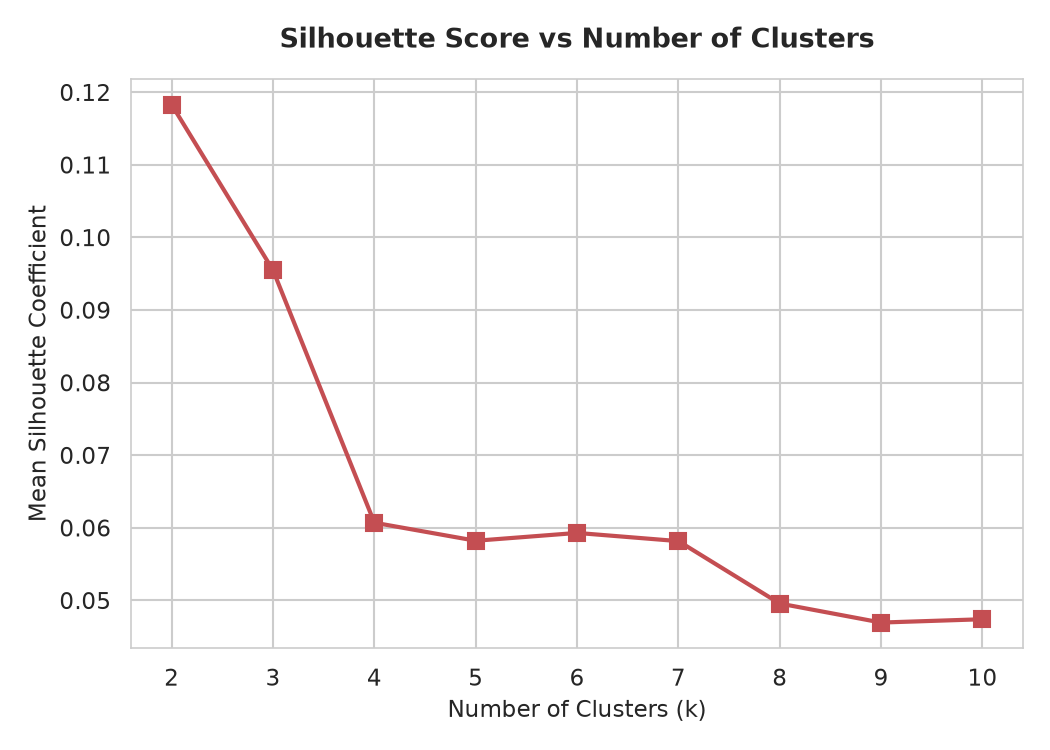 Silhouette Score vs Number of Clusters
Mean Silhouette Coefficient
0.12
0.11
0.10
0.09
0.08
0.07
0.06
0.05
2 3 4 5 6 7 8 9 10
Number of Clusters (k)